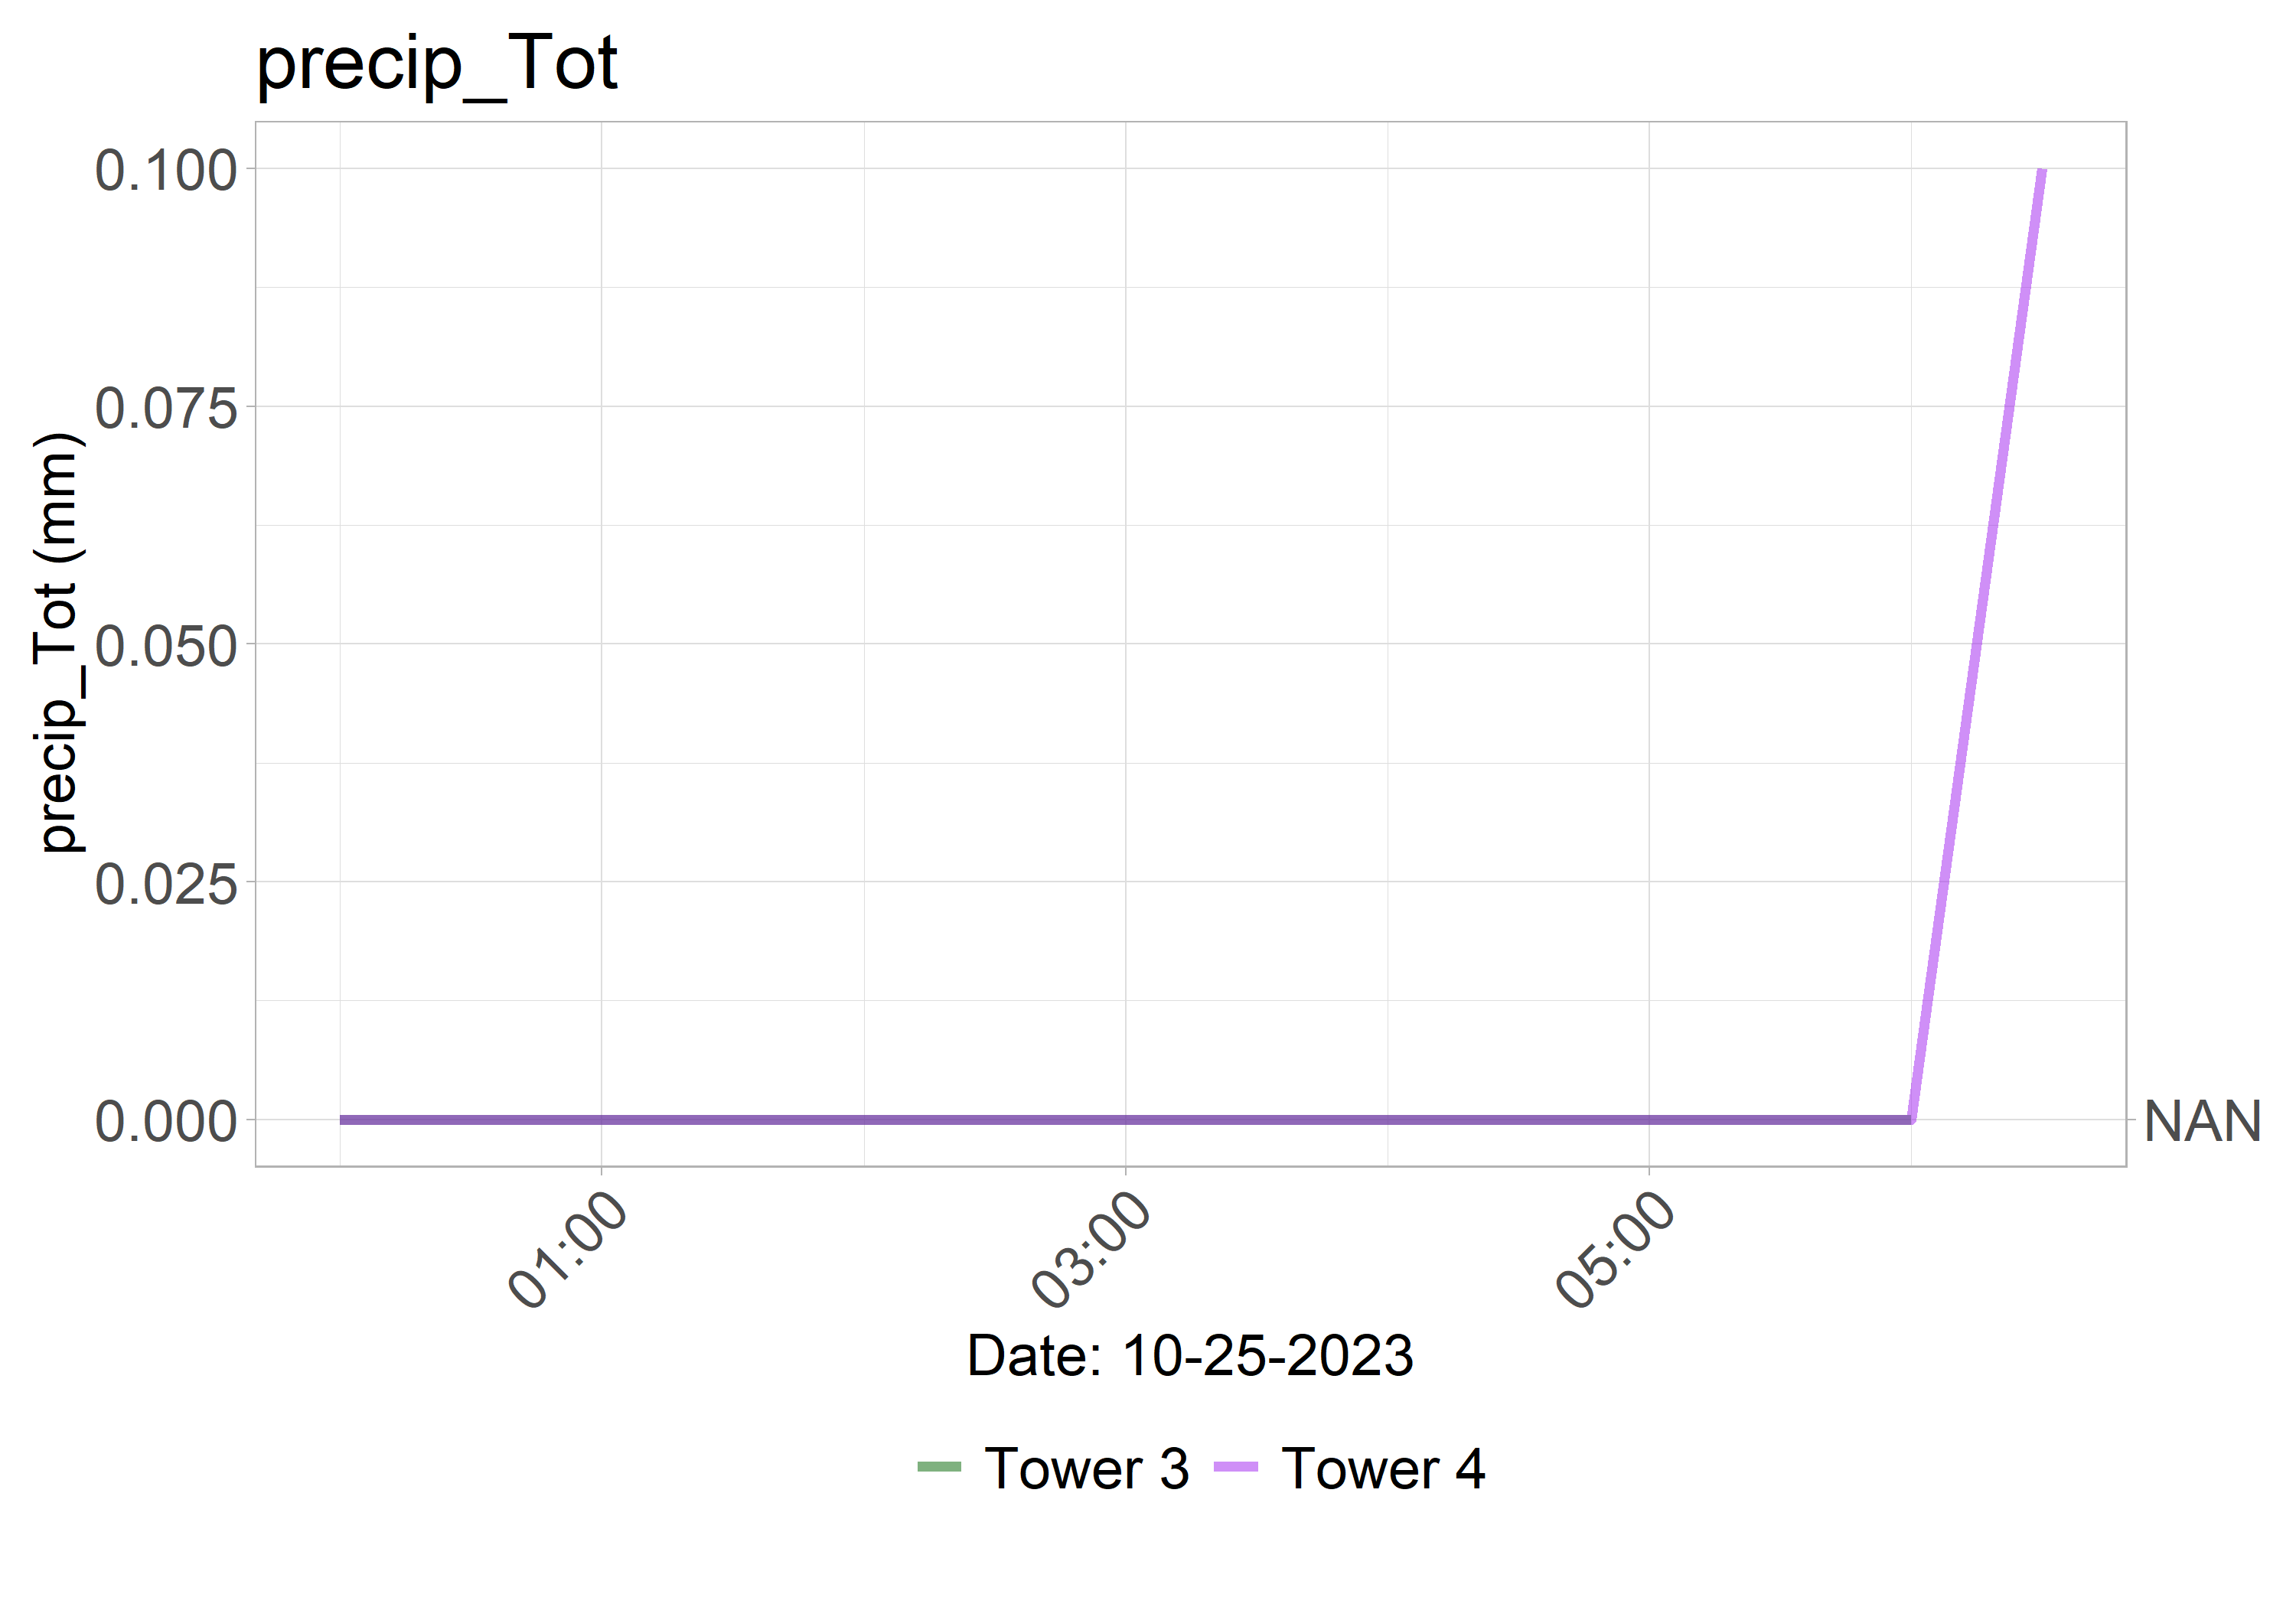 precip_Tot
precip_Tot (mm)
0.100
0.075
0.050
0.025
0.000
NAN
01:00
03:00
05:00
Date: 10-25-2023
Tower 3
Tower 4